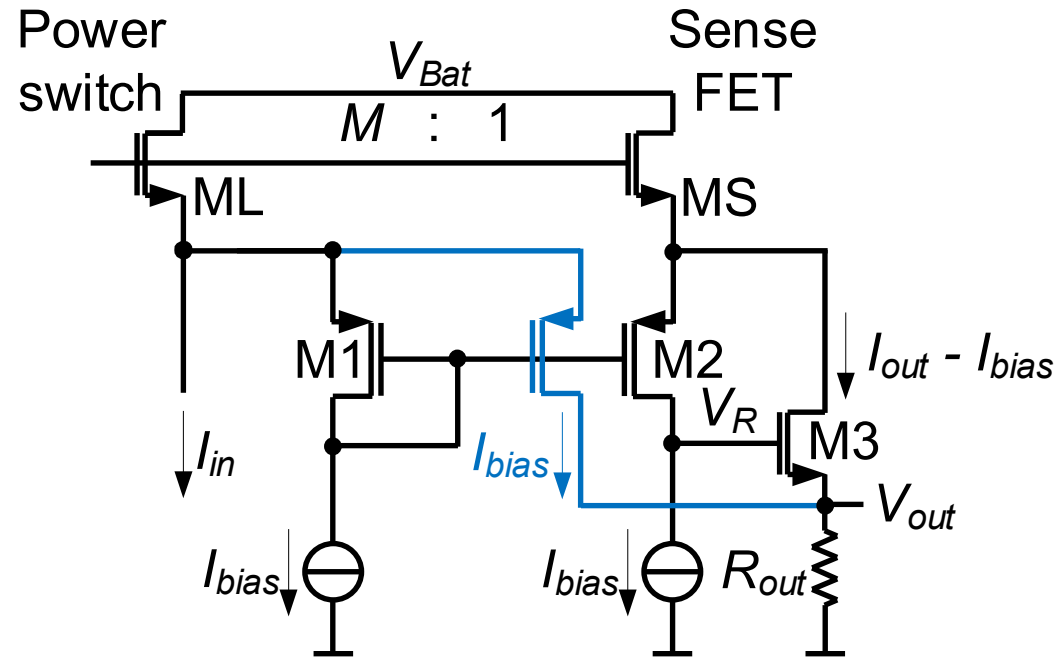 Power
switch
Sense
FET
V_Bat
M : 1
ML
MS
M1
M2
I_out - I_bias
V_R
M3
I_in
I_bias
V_out
I_bias
I_bias
R_out